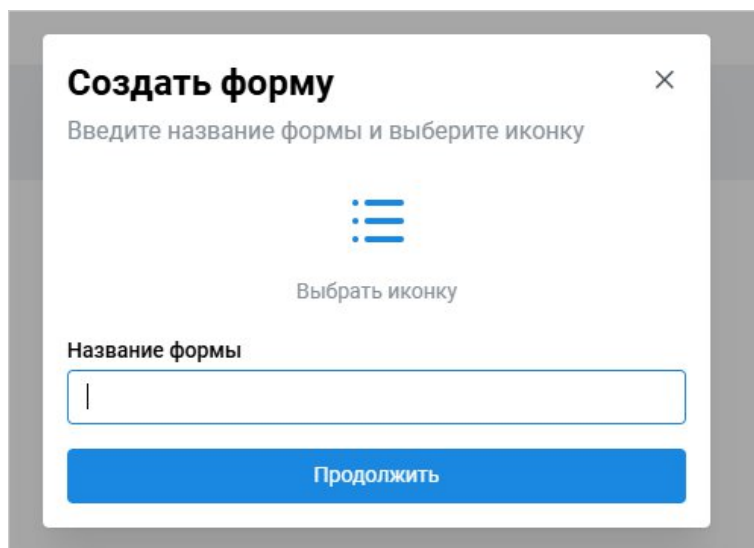 Создать форму
Введите название формы и выберите иконку
Выбрать иконку
Название формы
Продолжить